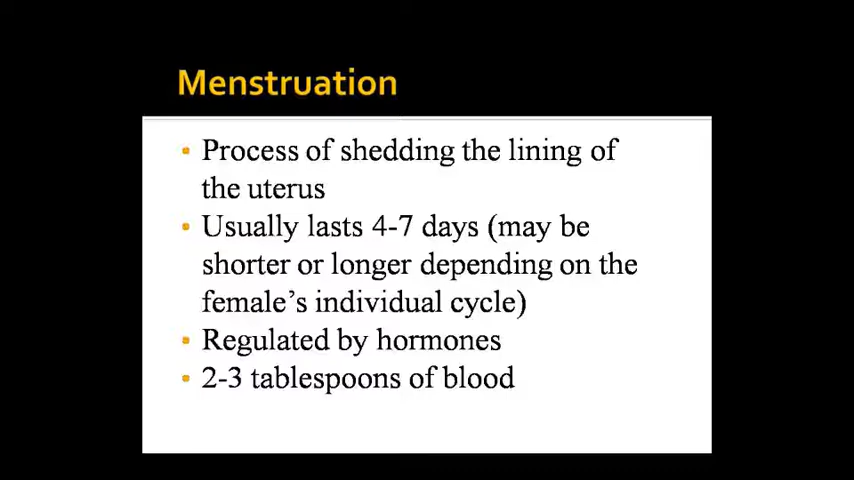 Menstruation
• Process of shedding the lining of
the uterus
• Usually lasts 4-7 days (may be
shorter or longer depending on the
female’s individual cycle)
• Regulated by hormones
• 2-3 tablespoons of blood